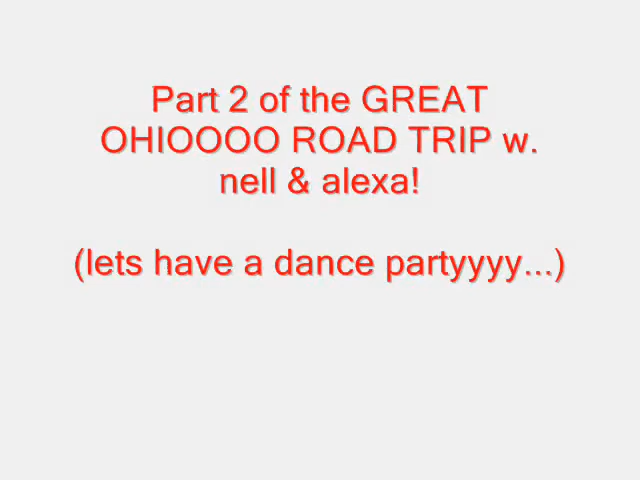 Part 2 of the GREAT
OHIOOOO ROAD TRIP w.
nell & alexa!
(lets have a dance partyyyy...)